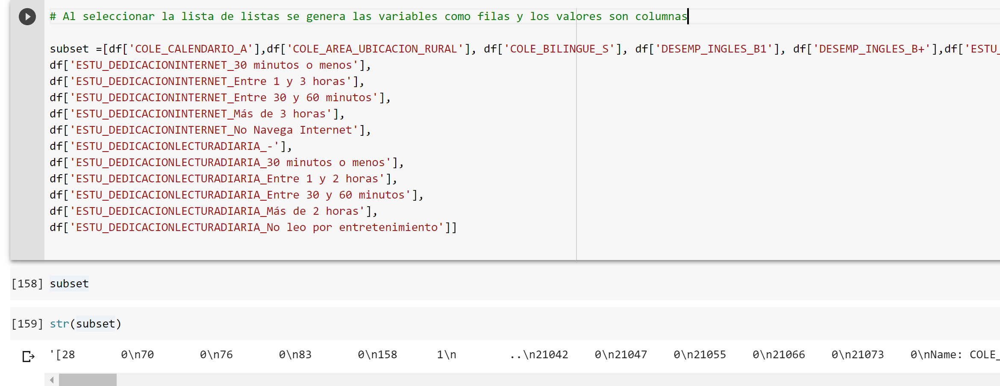 # Al seleccionar la lista de listas se genera las variables como filas y los valores son columnas
subset =[df['COLE_CALENDARIO_A'],df['COLE_AREA_UBICACION_RURAL'], df['COLE_BILINGUE_S'], df['DESEMP_INGLES_B1'], df['DESEMP_INGLES_B+'],df['ESTU_
df['ESTU_DEDICACIONINTERNET_30 minutos o menos'],
df['ESTU_DEDICACIONINTERNET_Entre 1 y 3 horas'],
df['ESTU_DEDICACIONINTERNET_Entre 30 y 60 minutos'],
df['ESTU_DEDICACIONINTERNET_Más de 3 horas'],
df['ESTU_DEDICACIONINTERNET_No Navega Internet'],
df['ESTU_DEDICACIONLECTURADIARIA_-'],
df['ESTU_DEDICACIONLECTURADIARIA_30 minutos o menos'],
df['ESTU_DEDICACIONLECTURADIARIA_Entre 1 y 2 horas'],
df['ESTU_DEDICACIONLECTURADIARIA_Entre 30 y 60 minutos'],
df['ESTU_DEDICACIONLECTURADIARIA_Más de 2 horas'],
df['ESTU_DEDICACIONLECTURADIARIA_No leo por entretenimiento']]
[158] subset
[159] str(subset)
'[28       0\n70       0\n76       0\n83       0\n158      1\n        ..\n21042    0\n21047    0\n21055    0\n21066    0\n21073    0\nName: COLE_